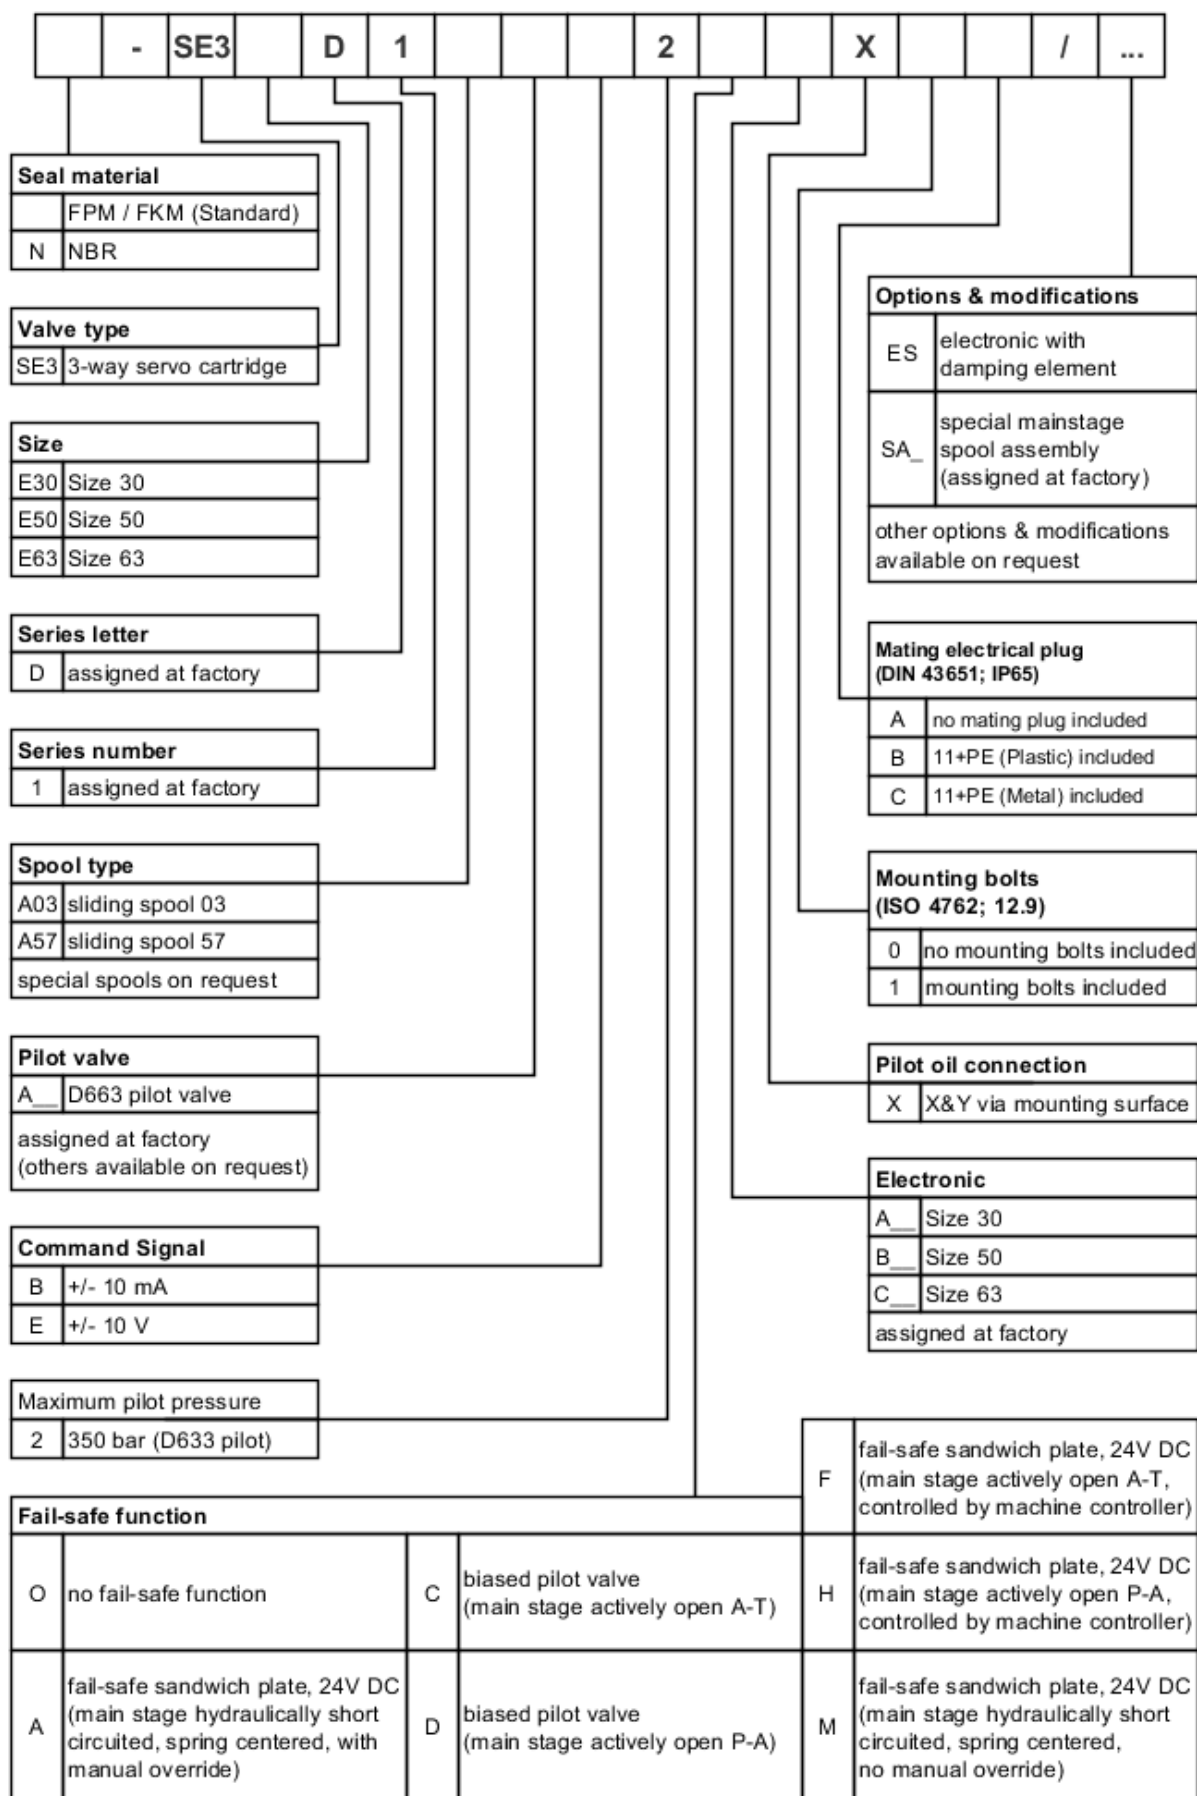 - SE3 D 1 2 X / ...
Seal material
FPM / FKM (Standard)
N NBR
Valve type
SE3 3-way servo cartridge
Size
E30 Size 30
E50 Size 50
E63 Size 63
Series letter
D assigned at factory
Series number
1 assigned at factory
Spool type
A03 sliding spool 03
A57 sliding spool 57
special spools on request
Pilot valve
A__ D663 pilot valve
assigned at factory
(others available on request)
Command Signal
B +/- 10 mA
E +/- 10 V
Maximum pilot pressure
2 350 bar (D633 pilot)
Options & modifications
ES electronic with
damping element
SA_ special mainstage
spool assembly
(assigned at factory)
other options & modifications
available on request
Mating electrical plug
(DIN 43651; IP65)
A no mating plug included
B 11+PE (Plastic) included
C 11+PE (Metal) included
Mounting bolts
(ISO 4762; 12.9)
0 no mounting bolts included
1 mounting bolts included
Pilot oil connection
X X&Y via mounting surface
Electronic
A__ Size 30
B__ Size 50
C__ Size 63
assigned at factory
Fail-safe function
O no fail-safe function
A fail-safe sandwich plate, 24V DC
(main stage hydraulically short
circuited, spring centered, with
manual override)
C biased pilot valve
(main stage actively open A-T)
D biased pilot valve
(main stage actively open P-A)
F fail-safe sandwich plate, 24V DC
(main stage actively open A-T,
controlled by machine controller)
H fail-safe sandwich plate, 24V DC
(main stage actively open P-A,
controlled by machine controller)
M fail-safe sandwich plate, 24V DC
(main stage hydraulically short
circuited, spring centered,
no manual override)